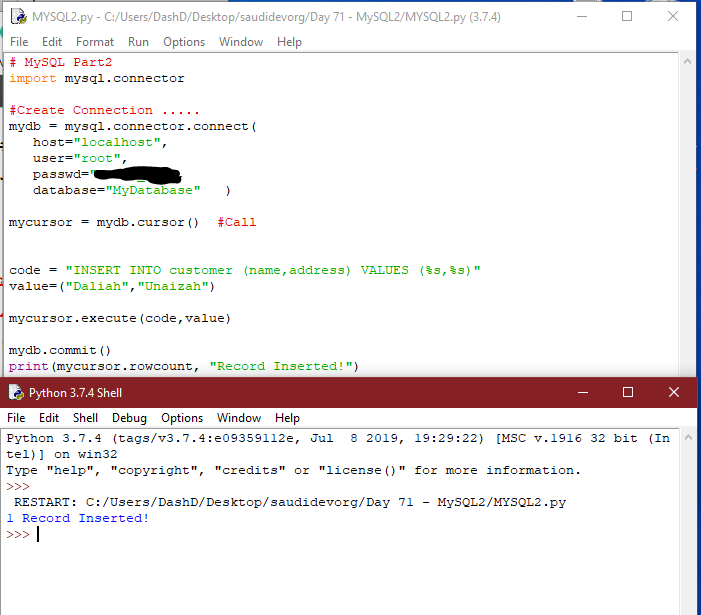 MYSQL2.py - C:/Users/DashD/Desktop/saudidevorg/Day 71 - MySQL2/MYSQL2.py (3.7.4)
File Edit Format Run Options Window Help
# MySQL Part2
import mysql.connector
#Create Connection .....
mydb = mysql.connector.connect(
host="localhost",
user="root",
passwd="
database="MyDatabase" )
mycursor = mydb.cursor() #Call
code = "INSERT INTO customer (name,address) VALUES (%s,%s)"
value=("Daliah","Unaizah")
mycursor.execute(code,value)
mydb.commit()
print(mycursor.rowcount, "Record Inserted!")
Python 3.7.4 Shell
File Edit Shell Debug Options Window Help
Python 3.7.4 (tags/v3.7.4:e09359112e, Jul 8 2019, 19:29:22) [MSC v.1916 32 bit (In
tel)] on win32
Type "help", "copyright", "credits" or "license()" for more information.
>>>
RESTART: C:/Users/DashD/Desktop/saudidevorg/Day 71 - MySQL2/MYSQL2.py
1 Record Inserted!
>>>